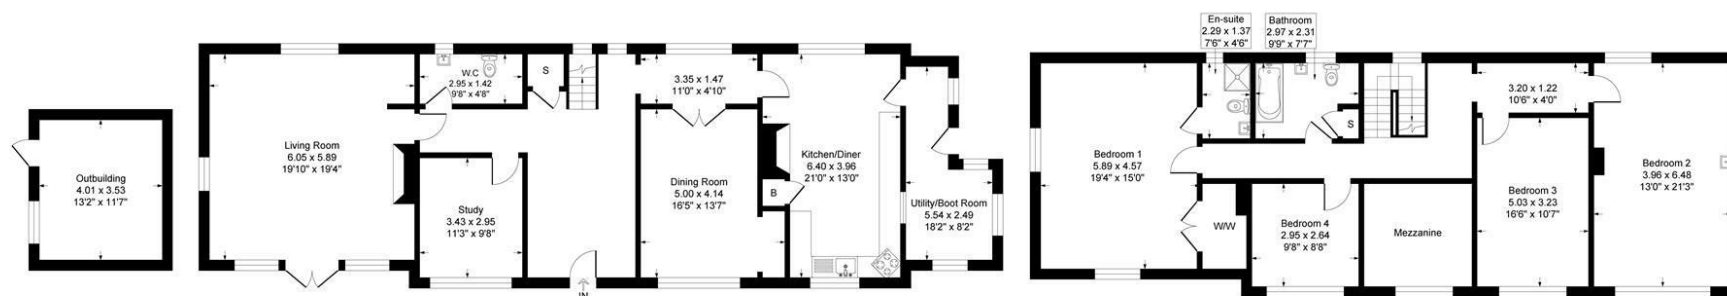 Outbuilding
4.01 x 3.53
13'2" x 11'7"
Living Room
6.05 x 5.89
19'10" x 19'4"
W.C
2.95 x 1.42
9'8" x 4'8"
S
Study
3.43 x 2.95
11'3" x 9'8"
IN
3.35 x 1.47
11'0" x 4'10"
Dining Room
5.00 x 4.14
16'5" x 13'7"
Kitchen/Diner
6.40 x 3.96
21'0" x 13'0"
B
Utility/Boot Room
5.54 x 2.49
18'2" x 8'2"
En-suite
2.29 x 1.37
7'6" x 4'6"
Bathroom
2.97 x 2.31
9'9" x 7'7"
S
Bedroom 1
5.89 x 4.57
19'4" x 15'0"
W/W
Bedroom 4
2.95 x 2.64
9'8" x 8'8"
Mezzanine
3.20 x 1.22
10'6" x 4'0"
Bedroom 3
5.03 x 3.23
16'6" x 10'7"
Bedroom 2
3.96 x 6.48
13'0" x 21'3"